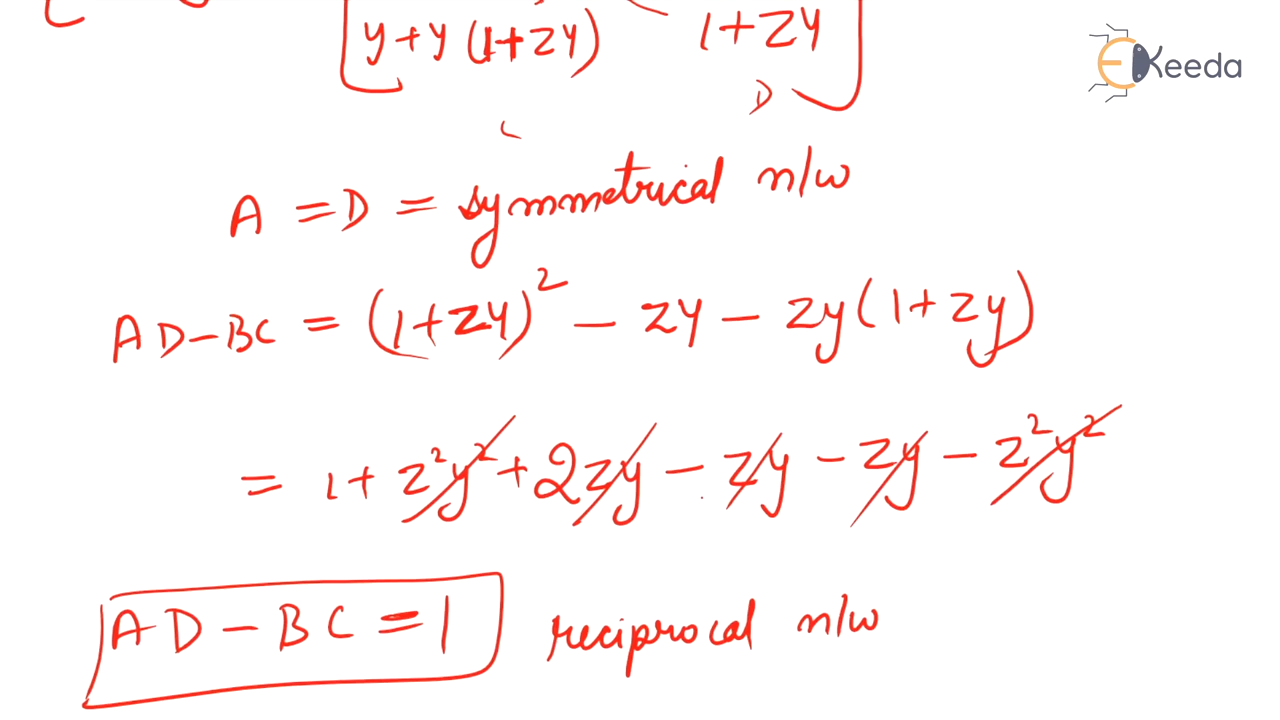 y+y(1+ZY) 1+ZY
EKeeda
C D
A = D = symmetrical n/w
AD-BC = (1+ZY)² - ZY - Zy(1+Zy)
= 1+ z²y² + 2zy - zy - zy - z²y²
AD - BC = 1 reciprocal n/w